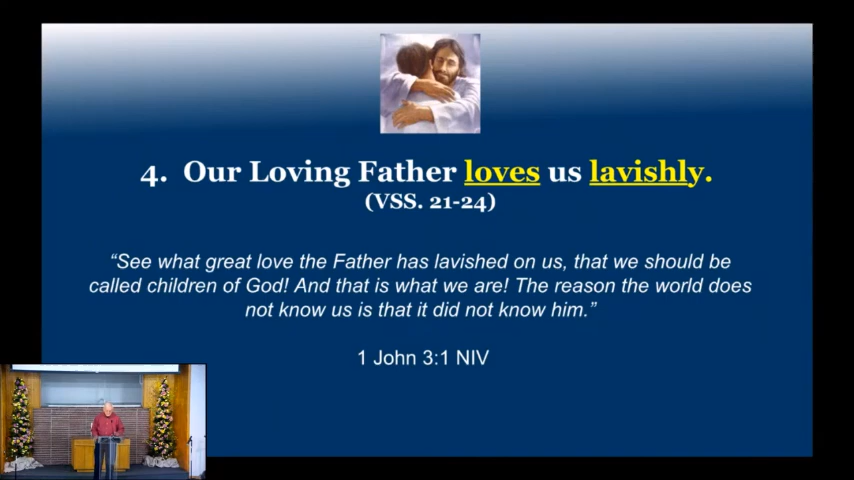 4. Our Loving Father loves us lavishly.
(VSS. 21-24)
“See what great love the Father has lavished on us, that we should be
called children of God! And that is what we are! The reason the world does
not know us is that it did not know him.”
1 John 3:1 NIV